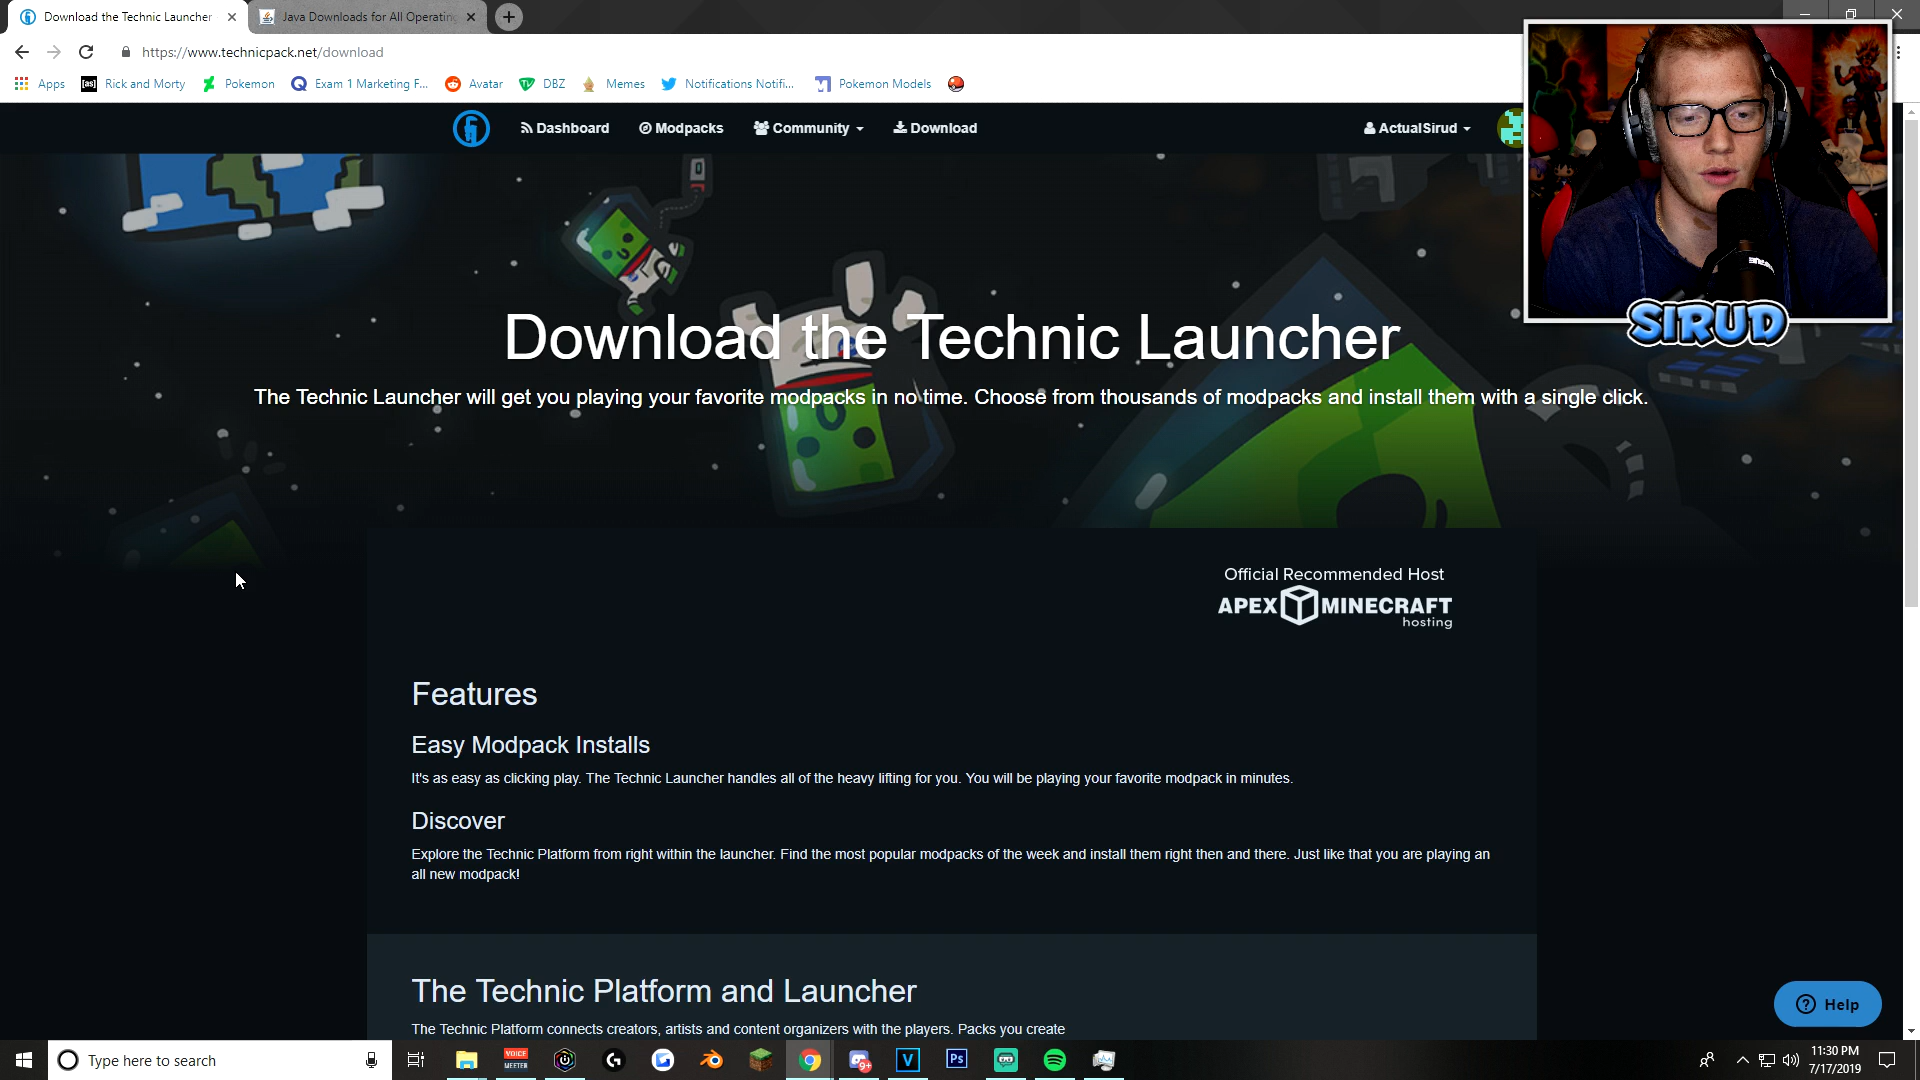 Download the Technic Launcher
Java Downloads for All Operating
https://www.technicpack.net/download
Apps
[as] Rick and Morty
Pokemon
Exam 1 Marketing F...
Avatar
DBZ
Memes
Notifications Notifi...
Pokemon Models
Dashboard
Modpacks
Community
Download
ActualSirud
SIRUD
Download the Technic Launcher
The Technic Launcher will get you playing your favorite modpacks in no time. Choose from thousands of modpacks and install them with a single click.
Official Recommended Host
APEX MINECRAFT
hosting
Features
Easy Modpack Installs
It's as easy as clicking play. The Technic Launcher handles all of the heavy lifting for you. You will be playing your favorite modpack in minutes.
Discover
Explore the Technic Platform from right within the launcher. Find the most popular modpacks of the week and install them right then and there. Just like that you are playing an
all new modpack!
The Technic Platform and Launcher
The Technic Platform connects creators, artists and content organizers with the players. Packs you create
Help
Type here to search
VOICE
MEETER
9+
V
Ps
11:30 PM
7/17/2019